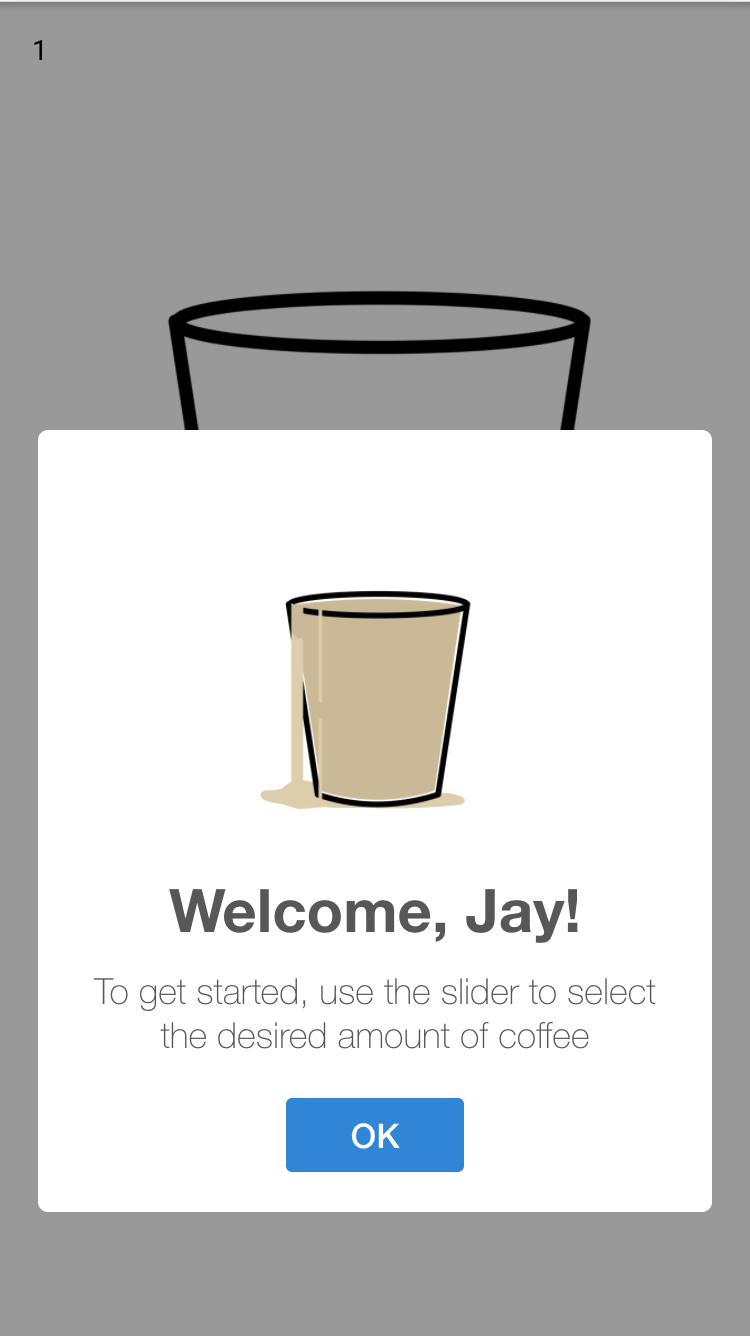 1
Welcome, Jay!
To get started, use the slider to select
the desired amount of coffee
OK